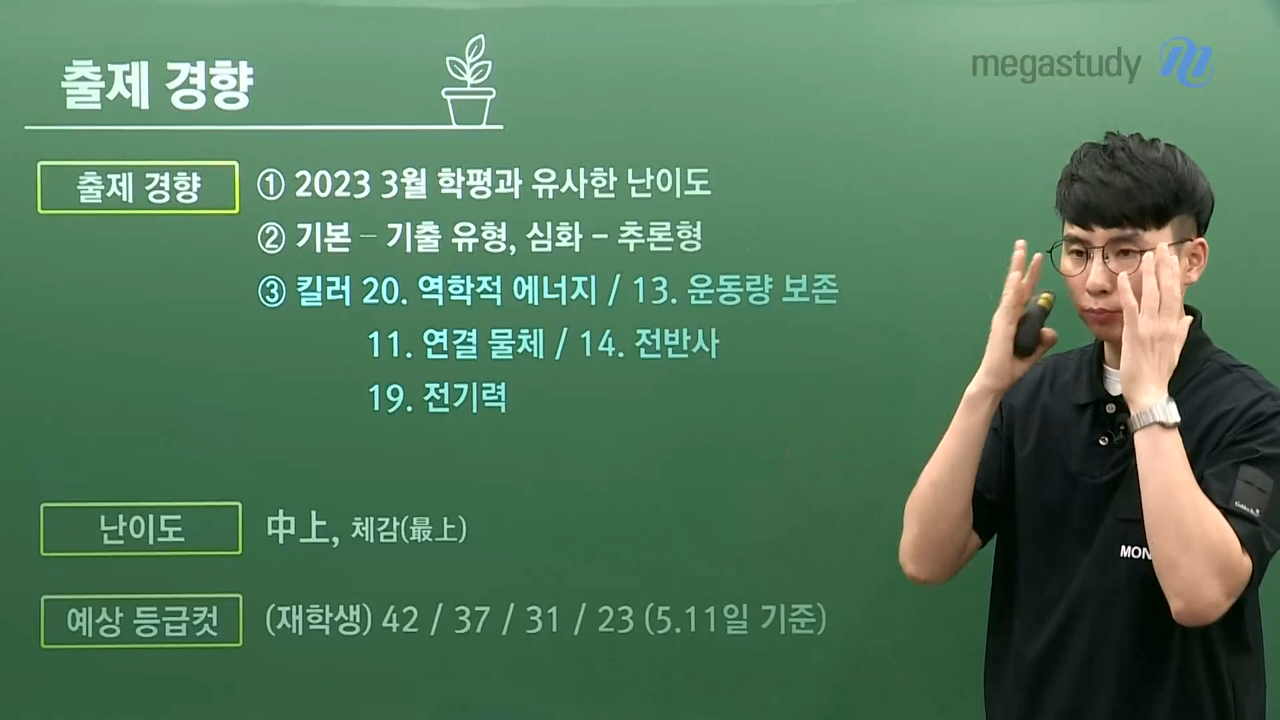 megastudy
출제 경향
출제 경향
① 2023 3월 학평과 유사한 난이도
② 기본 – 기출 유형, 심화 – 추론형
③ 킬러 20. 역학적 에너지 / 13. 운동량 보존
11. 연결 물체 / 14. 전반사
19. 전기력
난이도
中上, 체감(最上)
예상 등급컷
(재학생) 42 / 37 / 31 / 23 (5.11일 기준)
MON